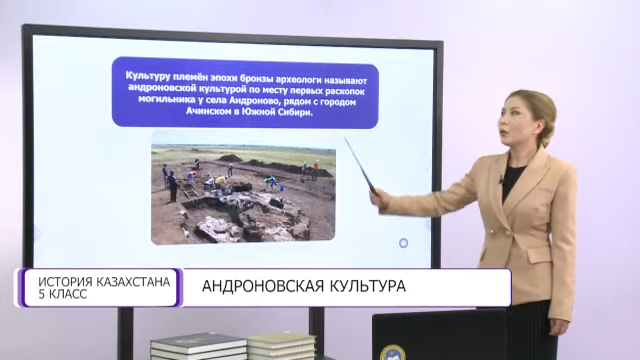 Культуру племён эпохи бронзы археологи называют
андроновской культурой по месту первых раскопок
могильника у села Андроново, рядом с городом
Ачинском в Южной Сибири.
ИСТОРИЯ КАЗАХСТАНА
5 КЛАСС
АНДРОНОВСКАЯ КУЛЬТУРА